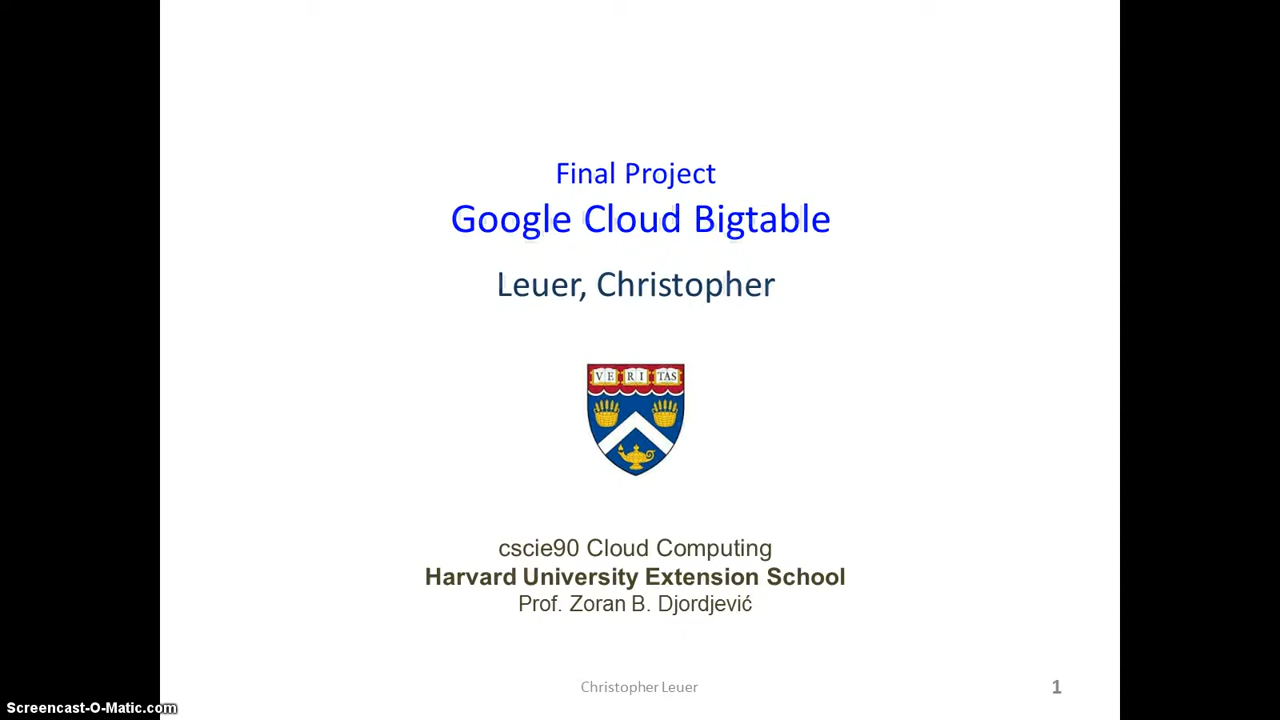 Final Project
Google Cloud Bigtable
Leuer, Christopher
VE RI TAS
cscie90 Cloud Computing
Harvard University Extension School
Prof. Zoran B. Djordjević
Christopher Leuer
1
Screencast-O-Matic.com